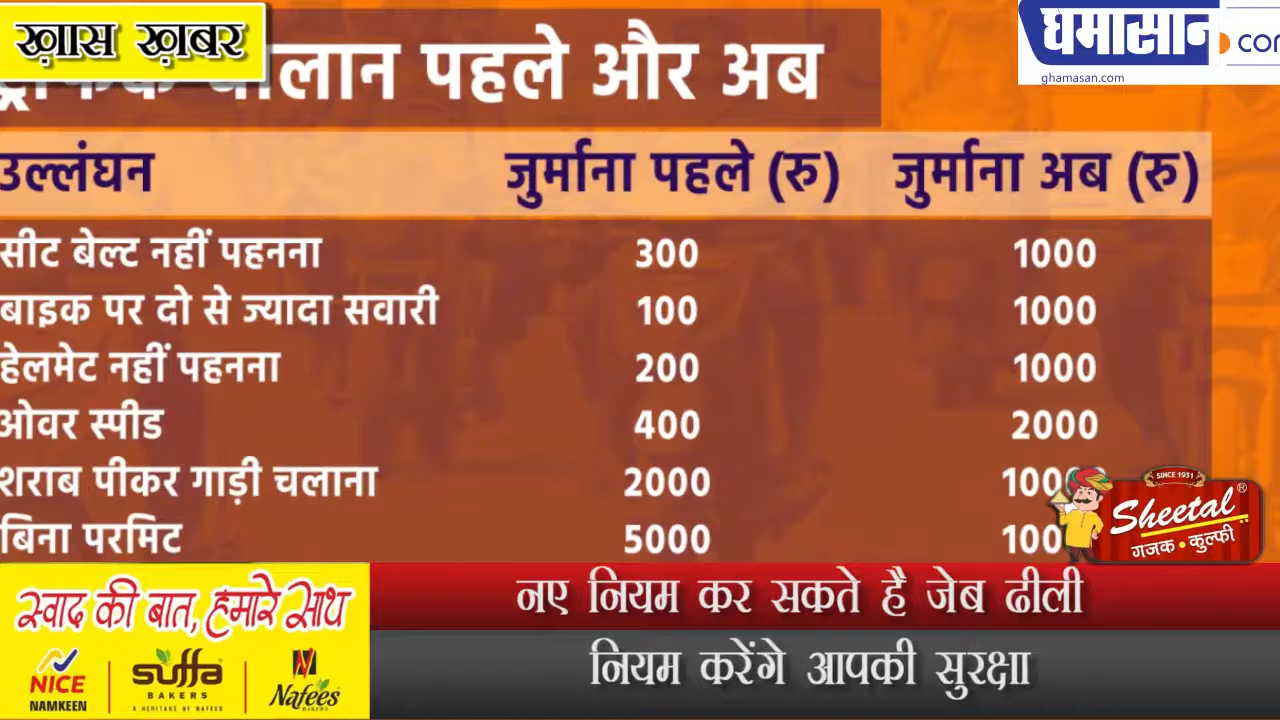 ख़ास ख़बर
घमासान
.com
ghamasan.com
पहले और अब
उल्लंघन जुर्माना पहले (रु) जुर्माना अब (रु)
सीट बेल्ट नहीं पहनना 300 1000
बाइक पर दो से ज्यादा सवारी 100 1000
हेलमेट नहीं पहनना 200 1000
ओवर स्पीड 400 2000
शराब पीकर गाड़ी चलाना 2000
बिना परमिट 5000
SINCE 1931
Sheetal®
गजक • कुल्फी
नए नियम कर सकते है जेब ढीली
नियम करेंगे आपकी सुरक्षा
स्वाद की बात, हमारे साथ
NICE
NAMKEEN
suffa
BAKERS
A HERITAGE OF NAFEES
Nafees
BAKERS